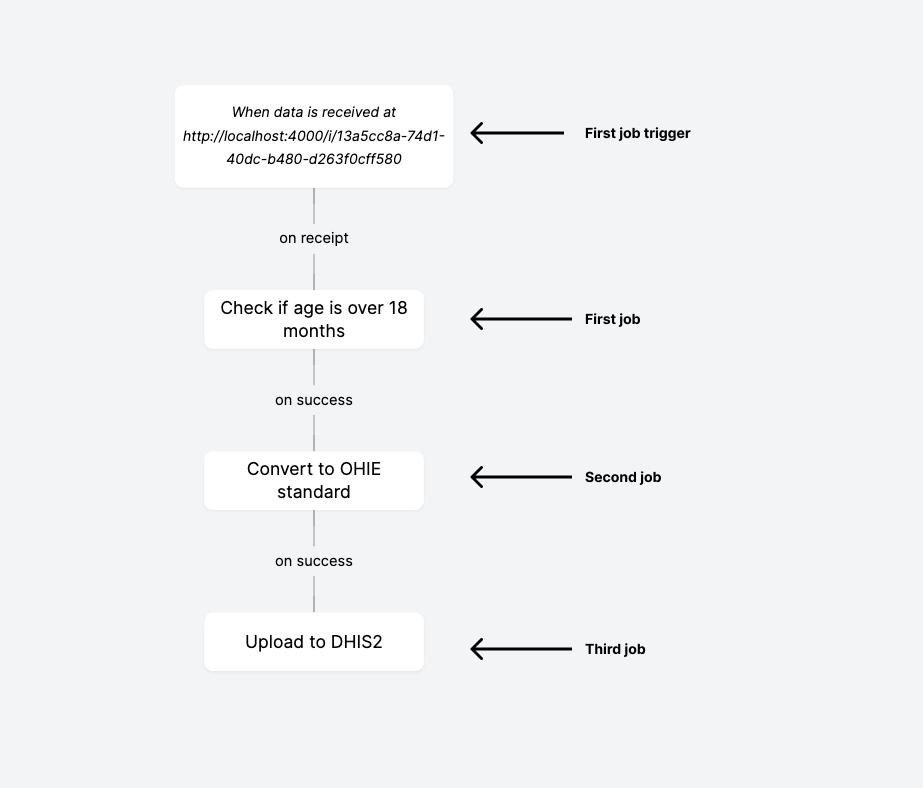 When data is received at
http://localhost:4000/i/13a5cc8a-74d1-
40dc-b480-d263f0cff580
First job trigger
on receipt
Check if age is over 18
months
First job
on success
Convert to OHIE
standard
Second job
on success
Upload to DHIS2
Third job